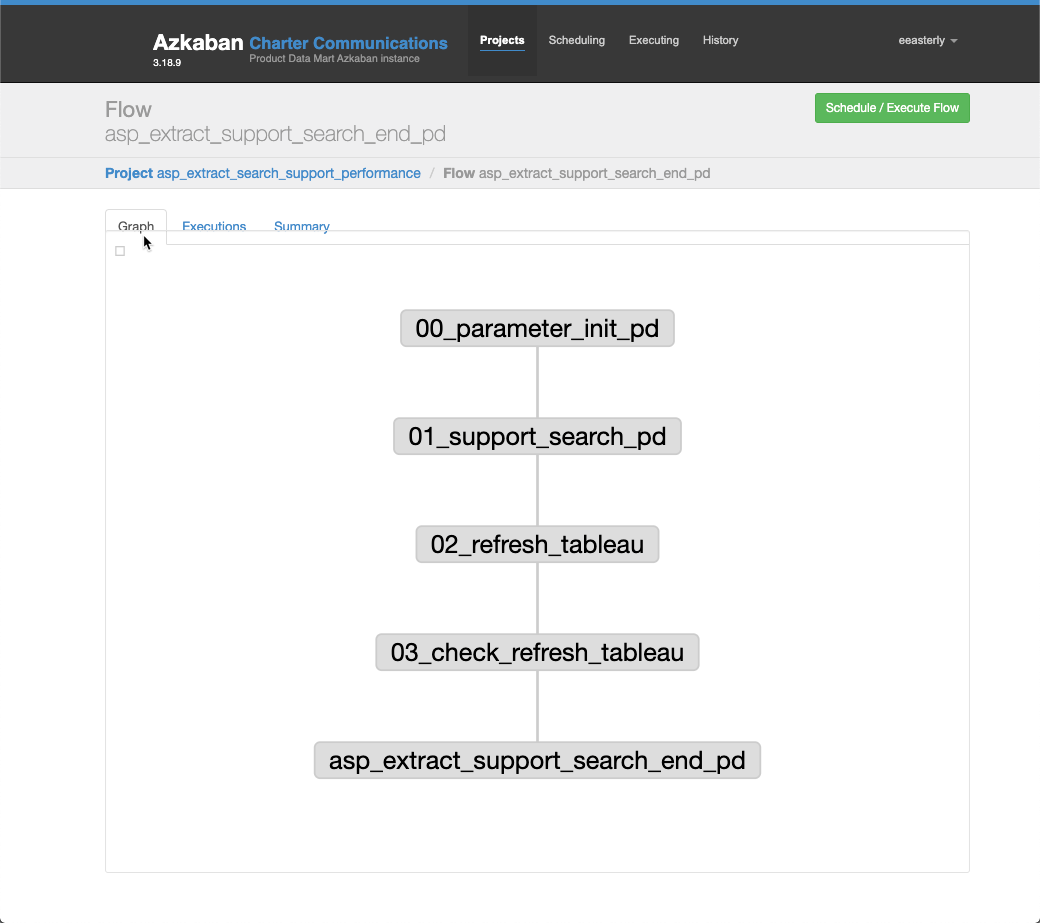 Azkaban Charter Communications
3.18.9 Product Data Mart Azkaban instance
Projects Scheduling Executing History
eeasterly
Flow
asp_extract_support_search_end_pd
Schedule / Execute Flow
Project asp_extract_search_support_performance / Flow asp_extract_support_search_end_pd
Graph Executions Summary
00_parameter_init_pd
01_support_search_pd
02_refresh_tableau
03_check_refresh_tableau
asp_extract_support_search_end_pd